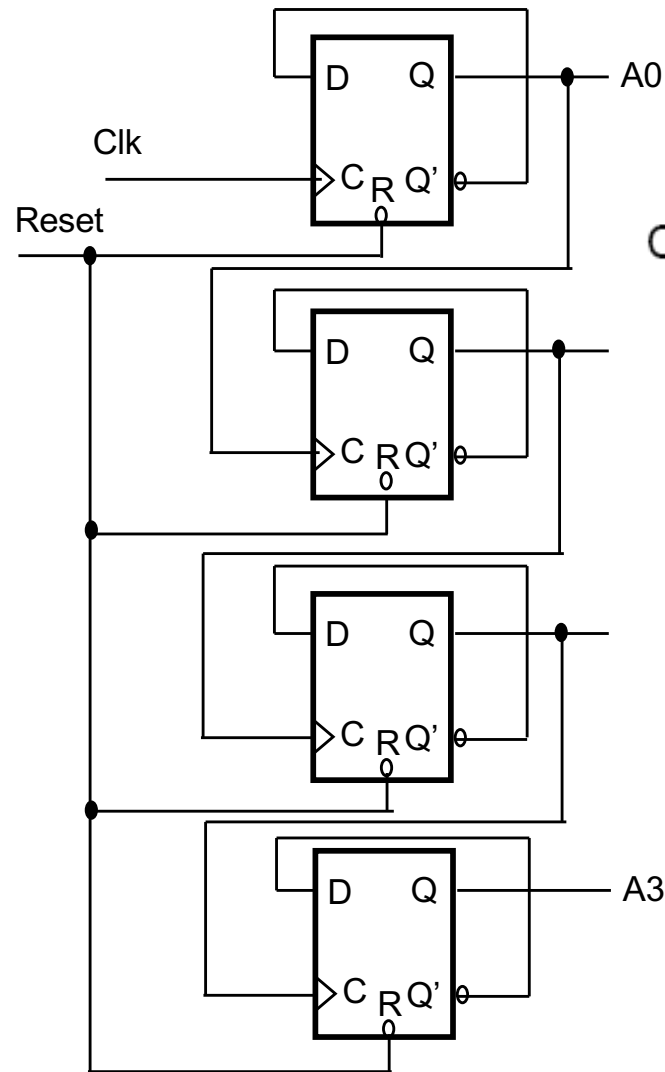 D Q A0
Clk
C R Q’
Reset
C
D Q
C R Q’
D Q
C R Q’
D Q A3
C R Q’